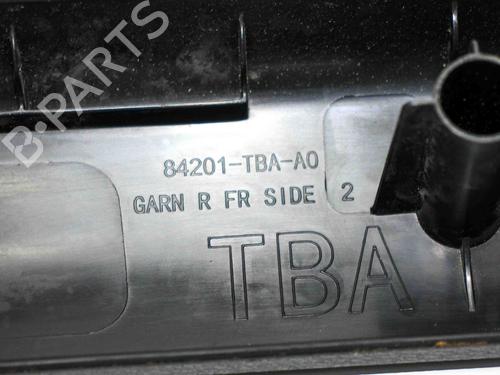 B-PARTS
84201-TBA-A0
GARN R FR SIDE 2
TBA